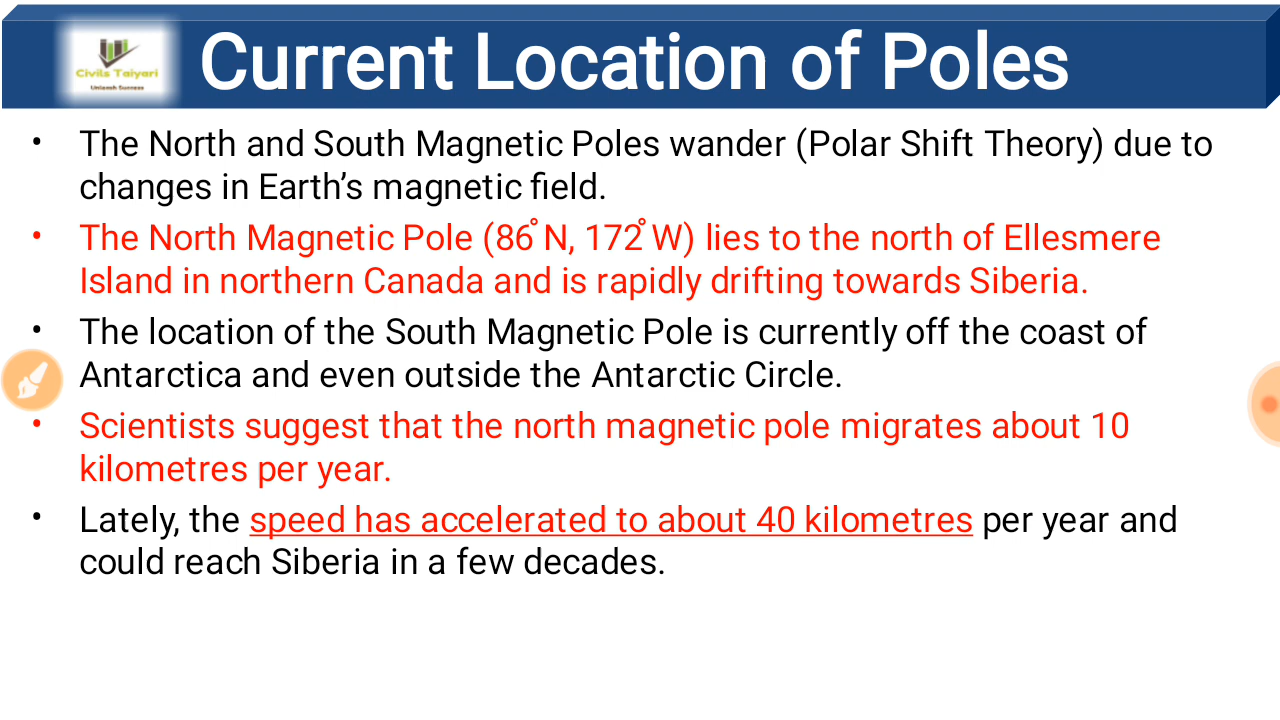 Civils Taiyari
Unleash Success
Current Location of Poles
• The North and South Magnetic Poles wander (Polar Shift Theory) due to
changes in Earth’s magnetic field.
• The North Magnetic Pole (86° N, 172° W) lies to the north of Ellesmere
Island in northern Canada and is rapidly drifting towards Siberia.
• The location of the South Magnetic Pole is currently off the coast of
Antarctica and even outside the Antarctic Circle.
• Scientists suggest that the north magnetic pole migrates about 10
kilometres per year.
• Lately, the speed has accelerated to about 40 kilometres per year and
could reach Siberia in a few decades.